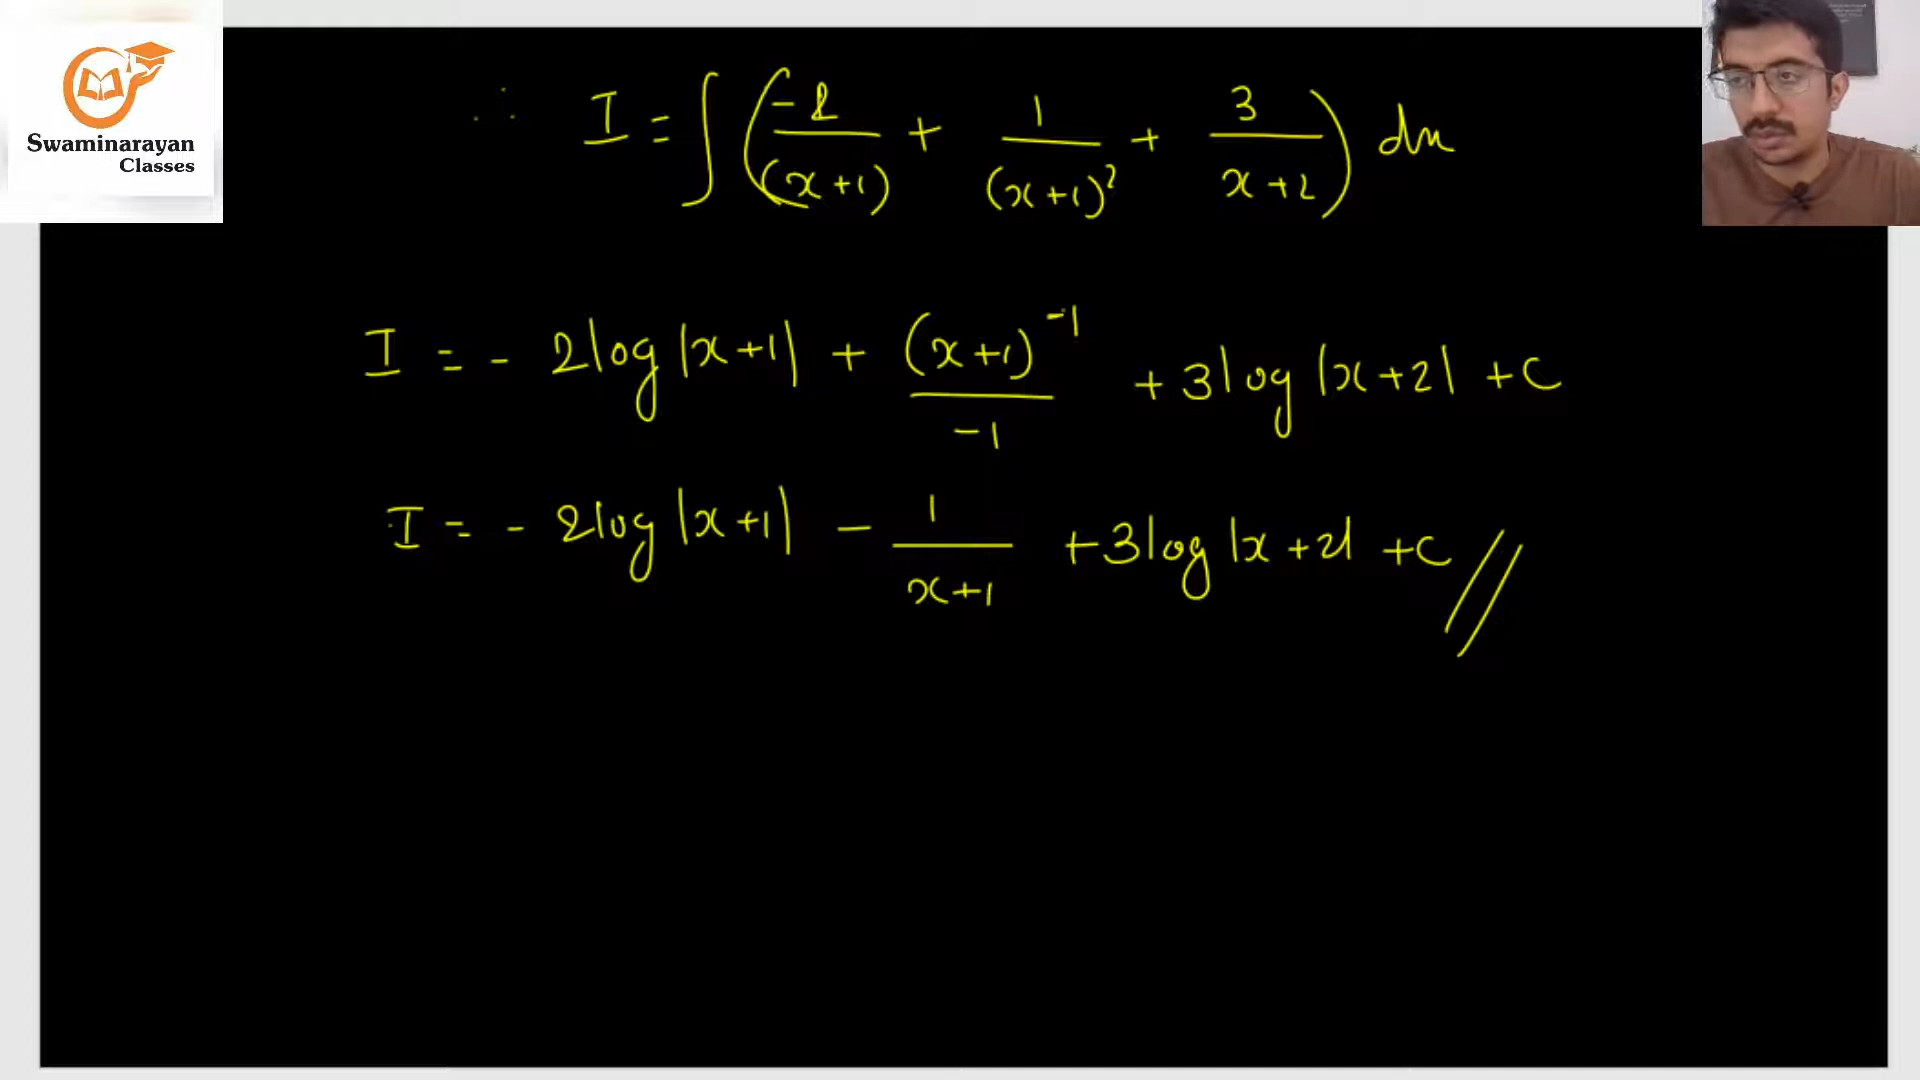 Swaminarayan
Classes
∴ I = ∫ ( -2/(x+1) + 1/(x+1)² + 3/x+2 ) dx
I = - 2log|x+1| + (x+1)⁻¹/-1 + 3log|x+2| + c
I = - 2log|x+1| - 1/x+1 + 3log|x+2| + c //